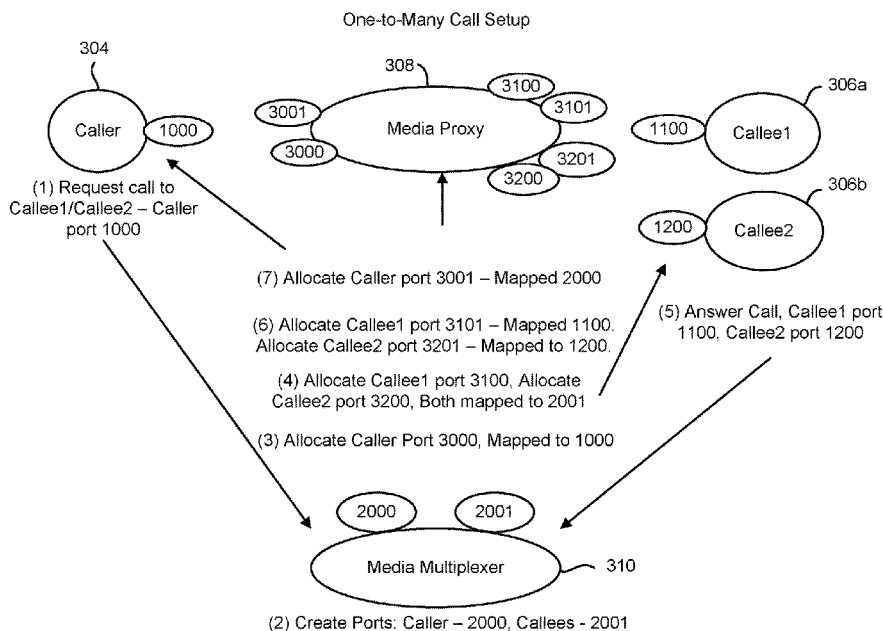 One-to-Many Call Setup
304
308
306a
3100
3101
3001
Caller
1000
Media Proxy
1100
Callee1
3000
3201
3200
306b
(1) Request call to
Callee1/Callee2 – Caller
port 1000
1200
Callee2
(7) Allocate Caller port 3001 – Mapped 2000
(5) Answer Call, Callee1 port
1100, Callee2 port 1200
(6) Allocate Callee1 port 3101 – Mapped 1100.
Allocate Callee2 port 3201 – Mapped to 1200.
(4) Allocate Callee1 port 3100, Allocate
Callee2 port 3200, Both mapped to 2001
(3) Allocate Caller Port 3000, Mapped to 1000
2000
2001
Media Multiplexer
310
(2) Create Ports: Caller – 2000, Callees - 2001